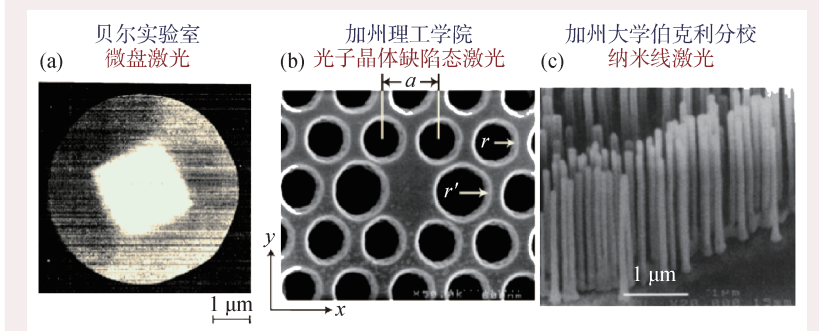 贝尔实验室
微盘激光
(a)
1 μm
加州理工学院
光子晶体缺陷态激光
(b)
a
r
r'
y
x
加州大学伯克利分校
纳米线激光
(c)
1 μm